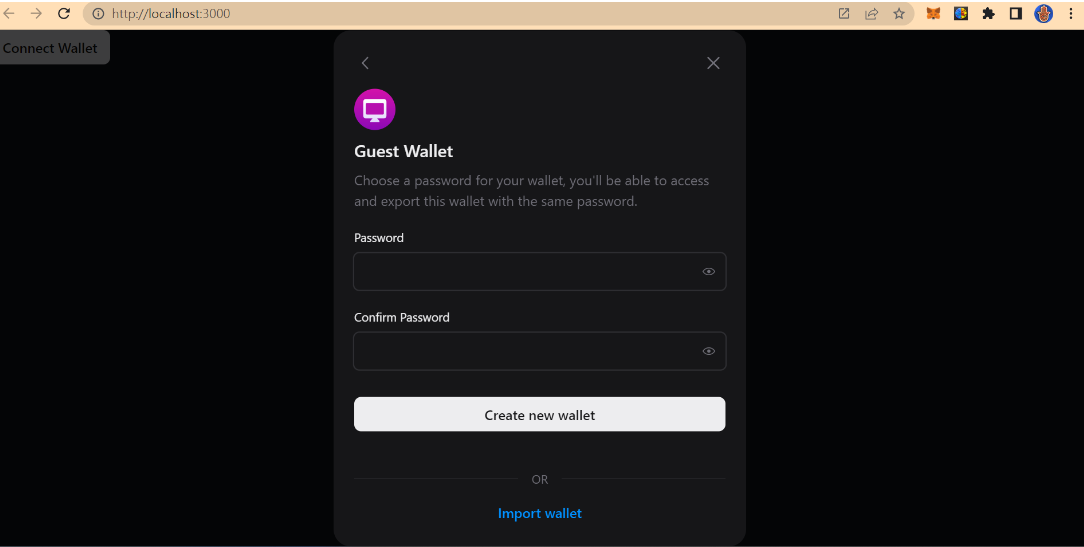 http://localhost:3000
Connect Wallet
Guest Wallet
Choose a password for your wallet, you'll be able to access
and export this wallet with the same password.
Password
Confirm Password
Create new wallet
OR
Import wallet